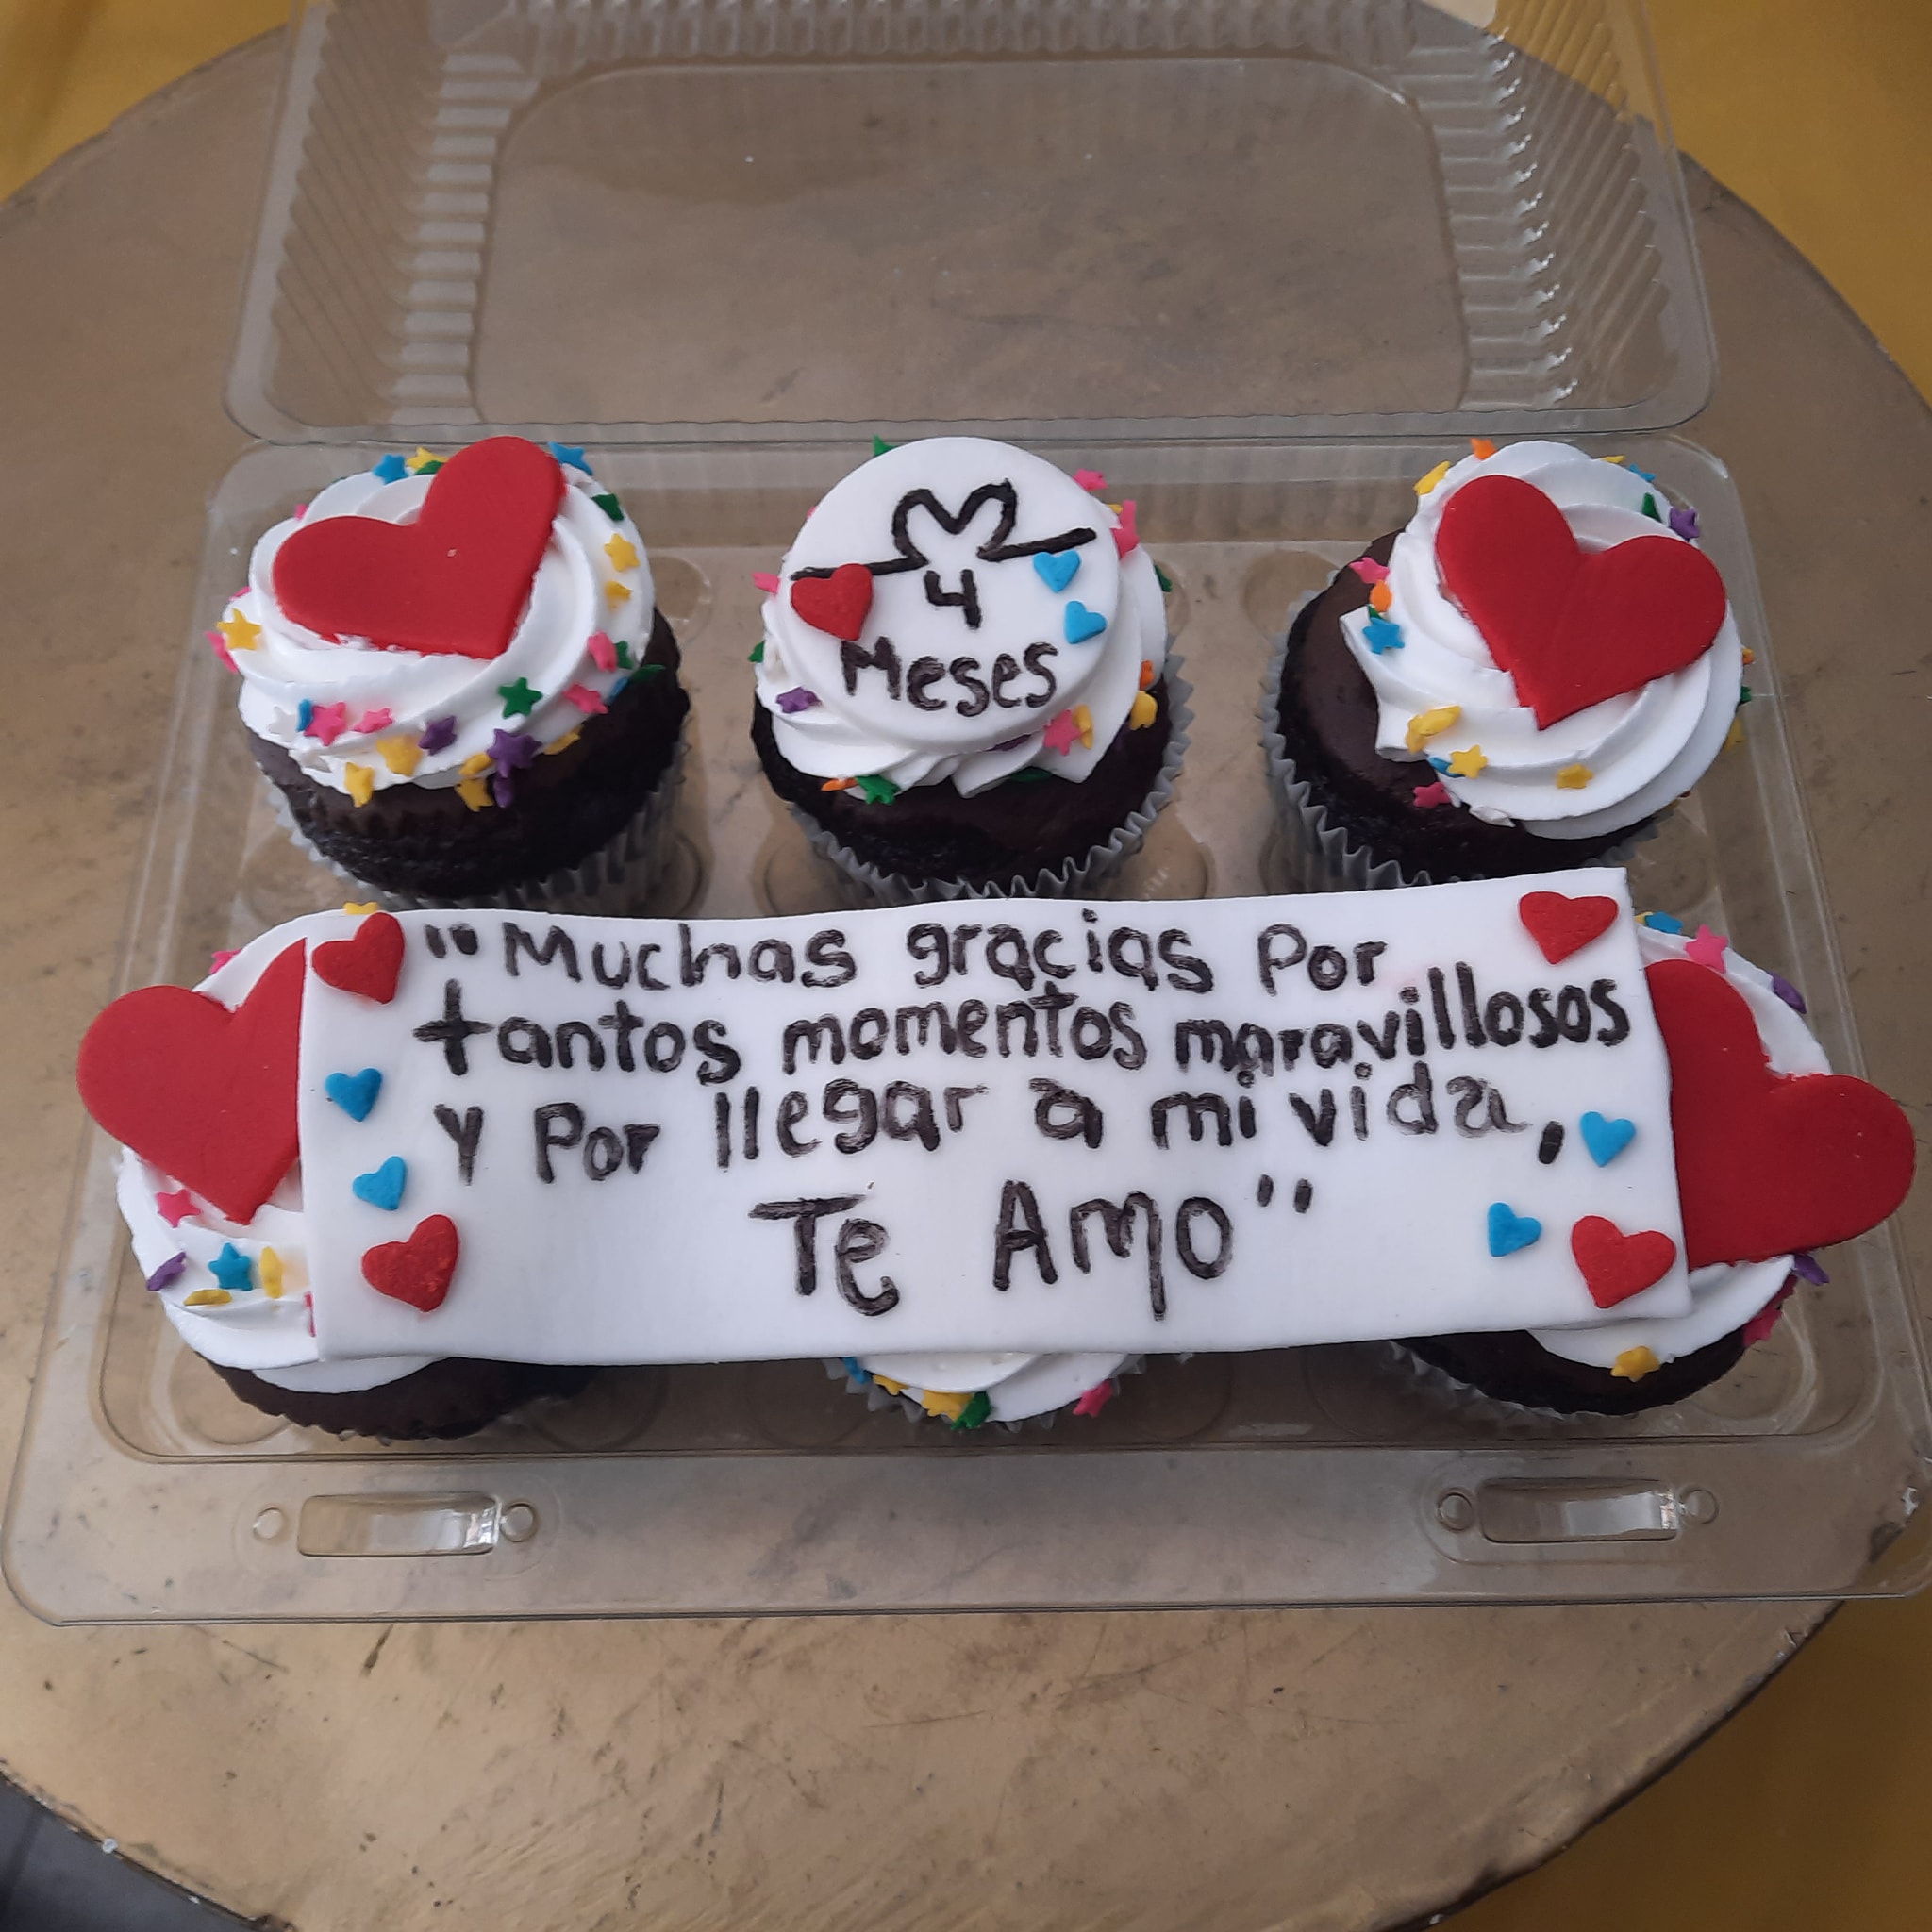 4
Meses
"Muchas gracias Por
tantos momentos maravillosos
y Por llegar a mi vida,
Te Amo"